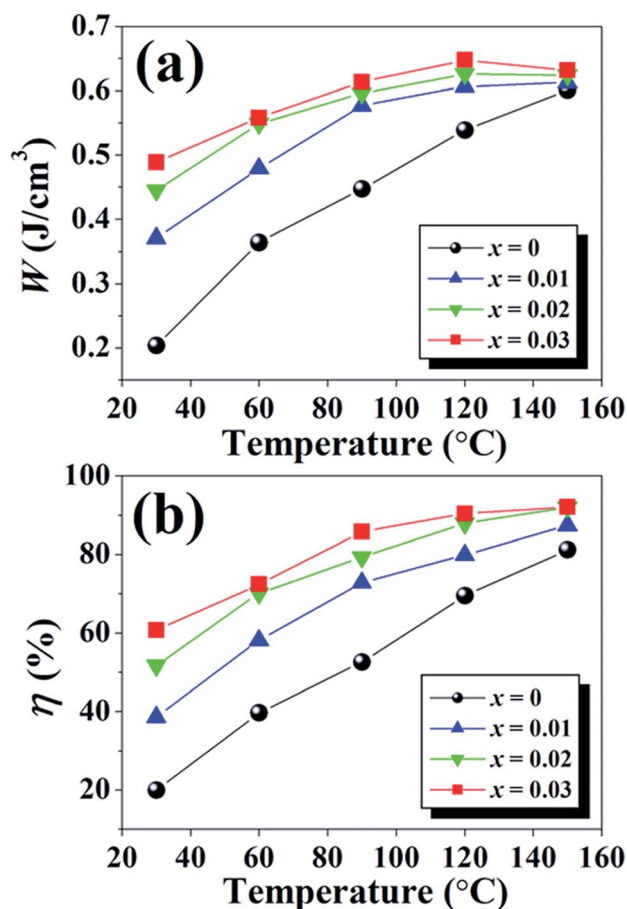 (a)
W (J/cm³)
0.7
0.6
0.5
0.4
0.3
0.2
x = 0
x = 0.01
x = 0.02
x = 0.03
20 40 60 80 100 120 140 160
Temperature (°C)
(b)
η (%)
100
80
60
40
20
x = 0
x = 0.01
x = 0.02
x = 0.03
20 40 60 80 100 120 140 160
Temperature (°C)